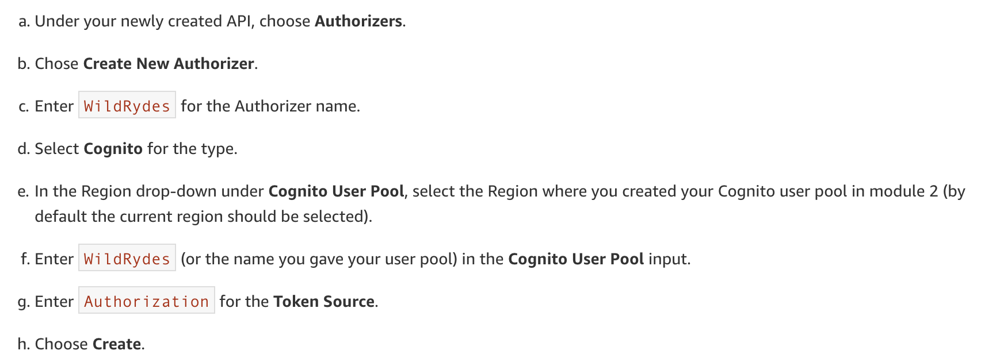 a. Under your newly created API, choose Authorizers.
b. Chose Create New Authorizer.
c. Enter WildRydes for the Authorizer name.
d. Select Cognito for the type.
e. In the Region drop-down under Cognito User Pool, select the Region where you created your Cognito user pool in module 2 (by
default the current region should be selected).
f. Enter WildRydes (or the name you gave your user pool) in the Cognito User Pool input.
g. Enter Authorization for the Token Source.
h. Choose Create.